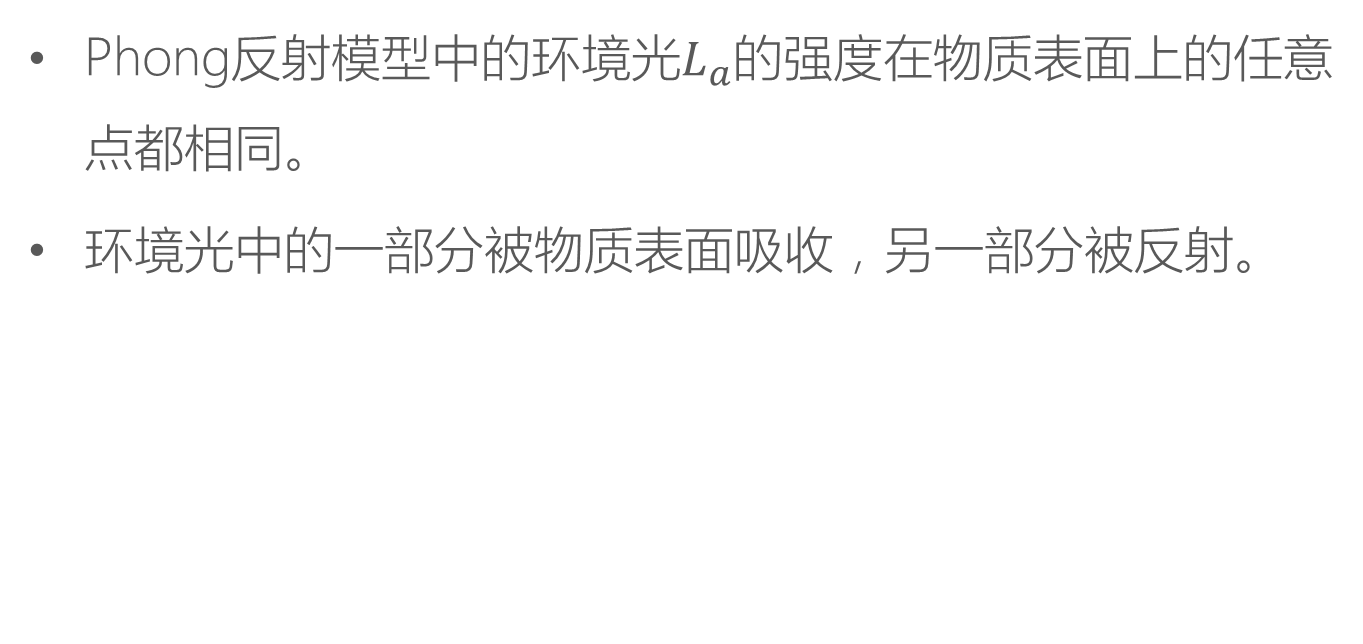 • Phong反射模型中的环境光Lₐ的强度在物质表面上的任意
点都相同。
• 环境光中的一部分被物质表面吸收，另一部分被反射。